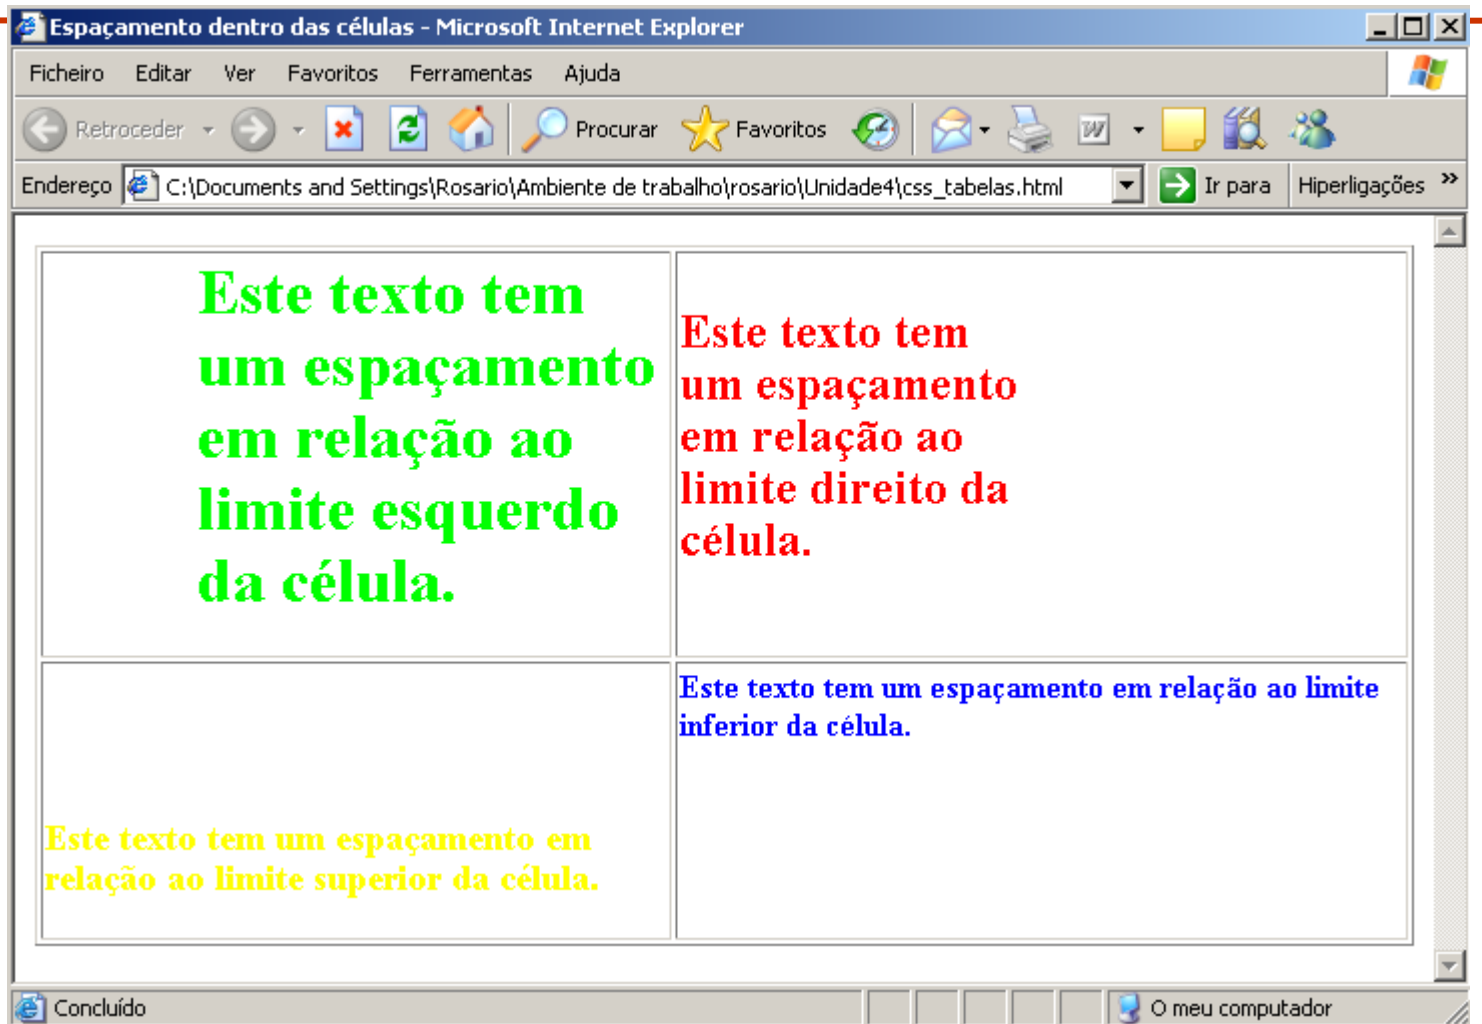 Espaçamento dentro das células - Microsoft Internet Explorer
Ficheiro Editar Ver Favoritos Ferramentas Ajuda
Retroceder Procurar Favoritos
Endereço C:\Documents and Settings\Rosario\Ambiente de trabalho\rosario\Unidade4\css_tabelas.html Ir para Hiperligações »
Este texto tem
um espaçamento
em relação ao
limite esquerdo
da célula.
Este texto tem
um espaçamento
em relação ao
limite direito da
célula.
Este texto tem um espaçamento em
relação ao limite superior da célula.
Este texto tem um espaçamento em relação ao limite
inferior da célula.
Concluído O meu computador